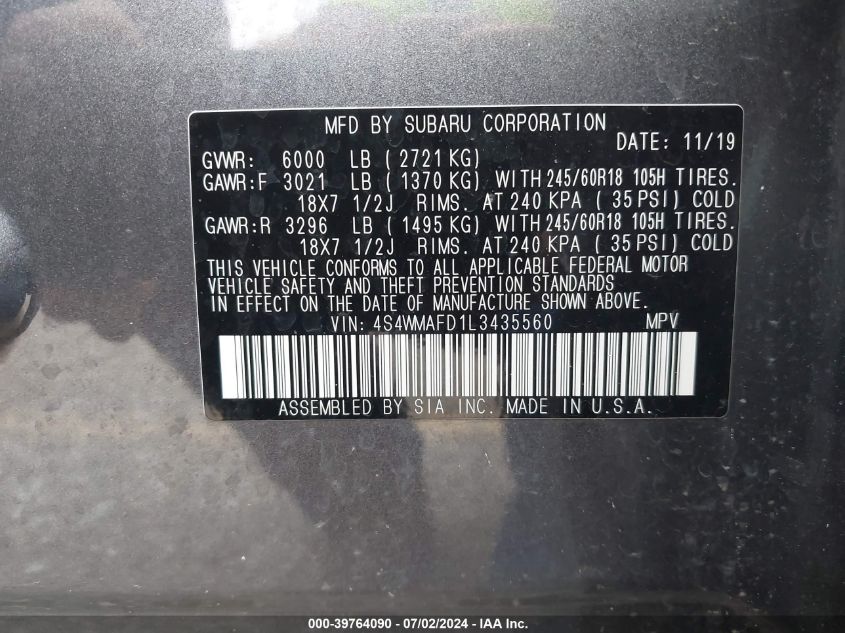 MFD BY SUBARU CORPORATION
DATE: 11/19
GVWR: 6000 LB ( 2721 KG)
GAWR:F 3021 LB ( 1370 KG) WITH 245/60R18 105H TIRES.
18X7 1/2J RIMS. AT 240 KPA ( 35 PSI) COLD
GAWR:R 3296 LB ( 1495 KG) WITH 245/60R18 105H TIRES.
18X7 1/2J RIMS. AT 240 KPA ( 35 PSI) COLD
THIS VEHICLE CONFORMS TO ALL APPLICABLE FEDERAL MOTOR
VEHICLE SAFETY AND THEFT PREVENTION STANDARDS
IN EFFECT ON THE DATE OF MANUFACTURE SHOWN ABOVE.
VIN: 4S4WMAFD1L3435560 MPV
ASSEMBLED BY SIA INC. MADE IN U.S.A.
000-39764090 - 07/02/2024 - IAA Inc.